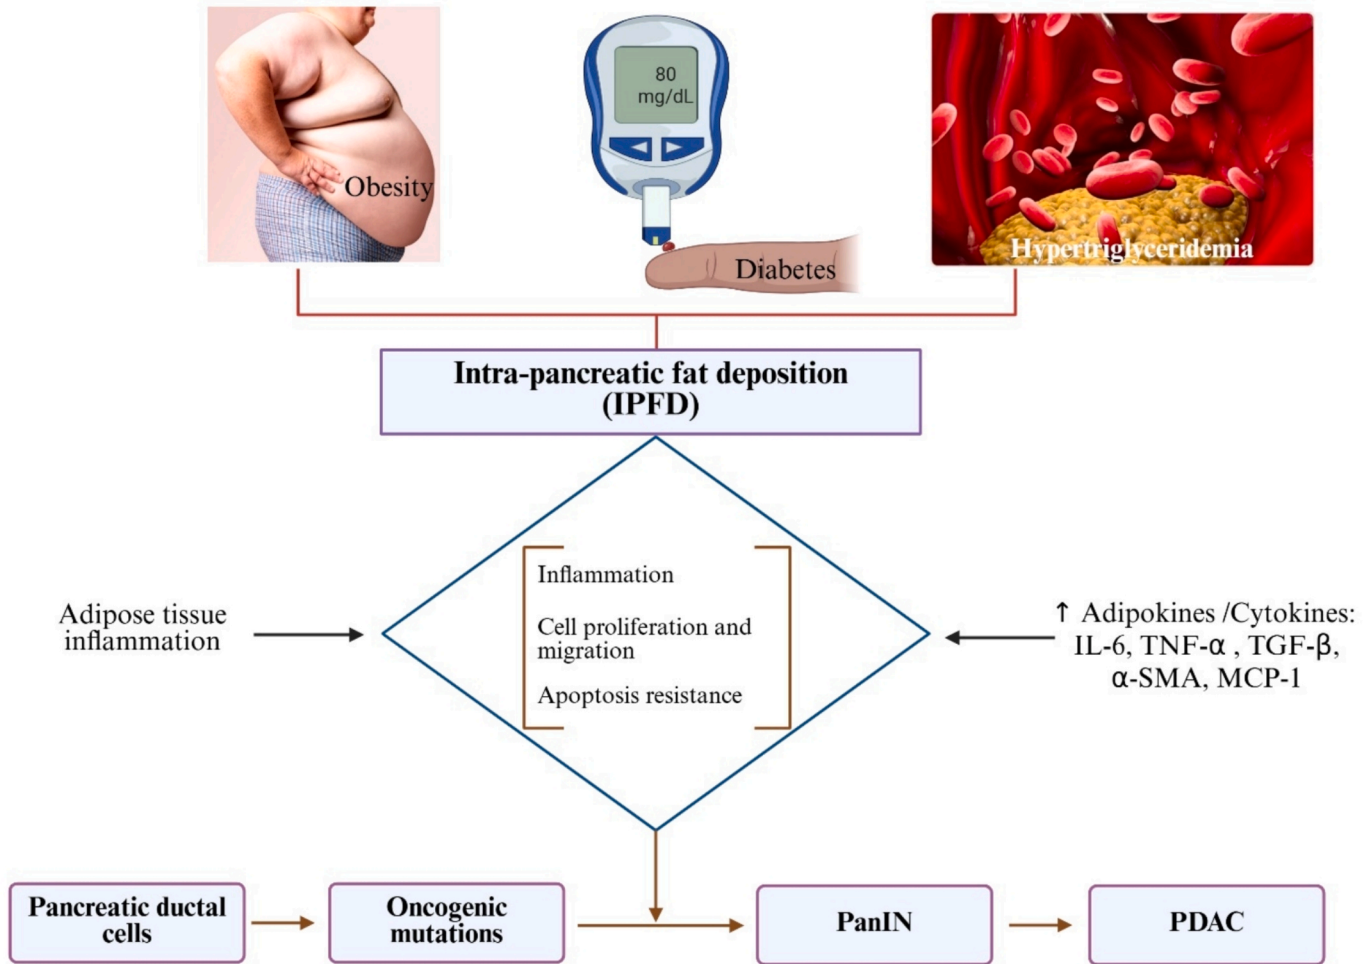 80
mg/dL
Obesity
Diabetes
Hypertriglyceridemia
Intra-pancreatic fat deposition
(IPFD)
Inflammation
Cell proliferation and
migration
Apoptosis resistance
Adipose tissue
inflammation
↑ Adipokines /Cytokines:
IL-6, TNF-α , TGF-β,
α-SMA, MCP-1
Pancreatic ductal
cells
Oncogenic
mutations
PanIN
PDAC